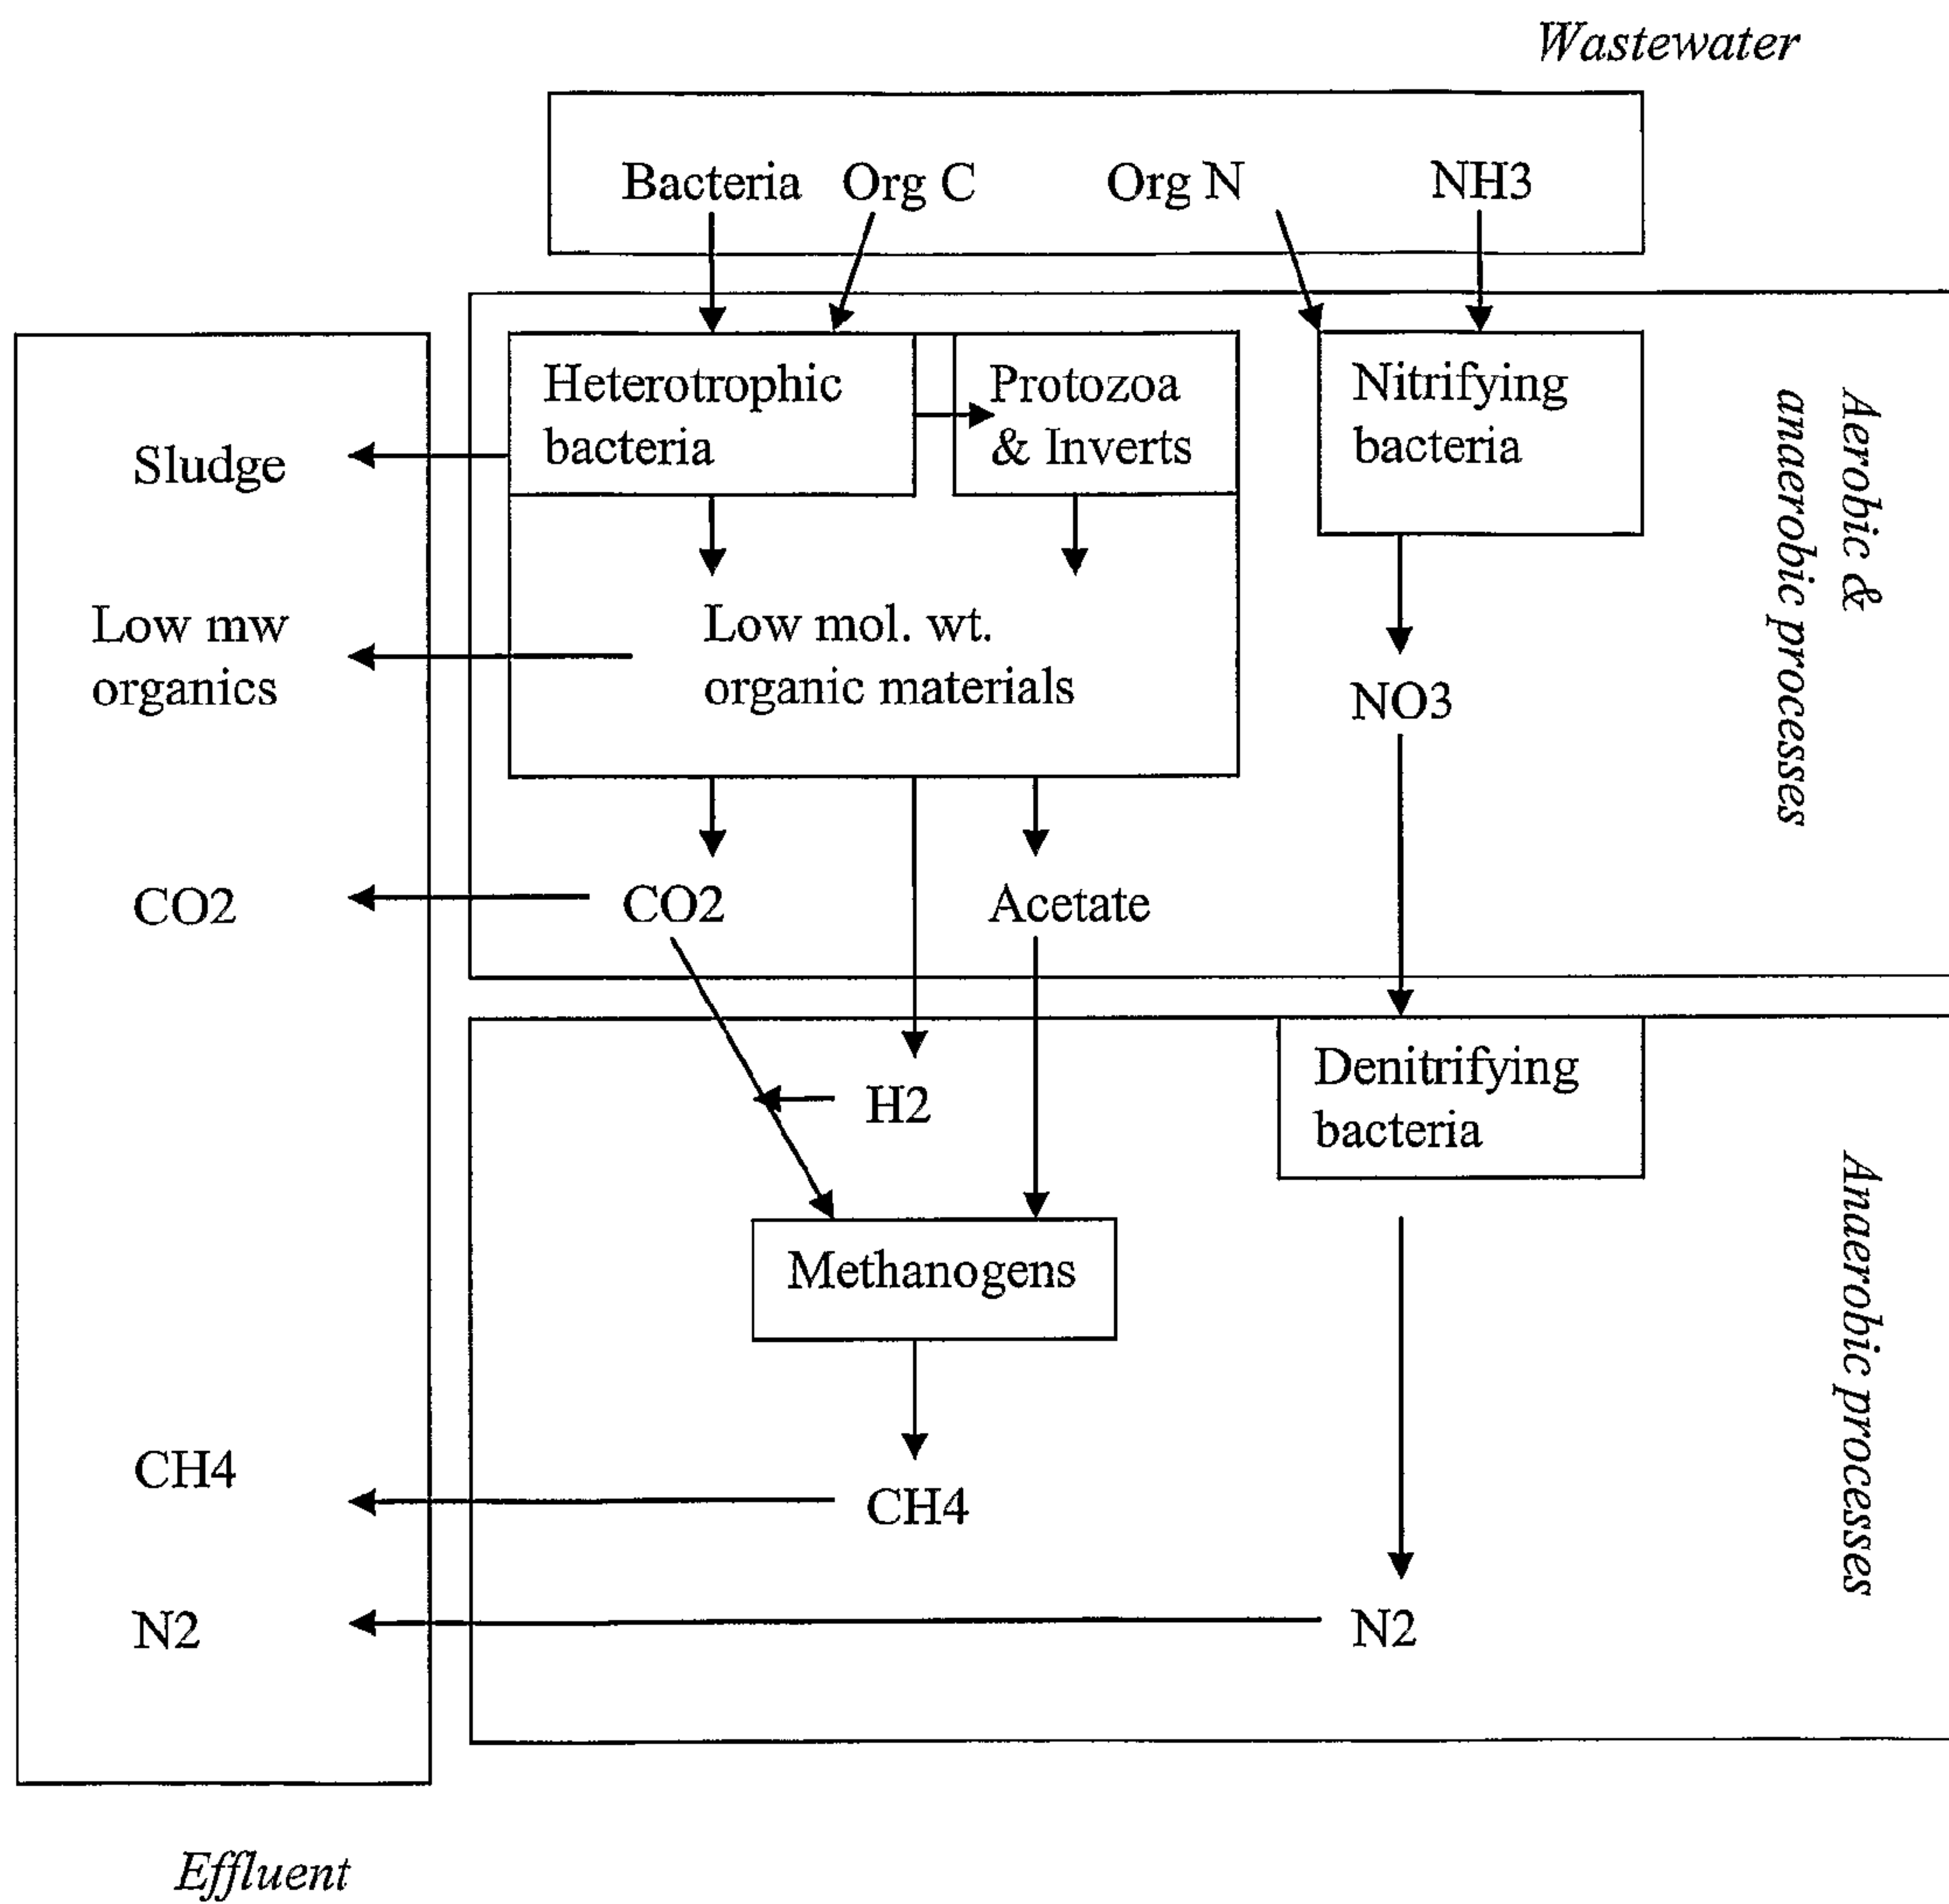 Wastewater
Bacteria
Org C
Org N
NH3
Heterotrophic
bacteria
Protozoa
& Inverts
Nitrifying
bacteria
Aerobic &
anaerobic processes
Sludge
Low mw
organics
Low mol. wt.
organic materials
NO3
CO2
CO2
Acetate
H2
Denitrifying
bacteria
Anaerobic processes
Methanogens
CH4
CH4
N2
N2
Effluent